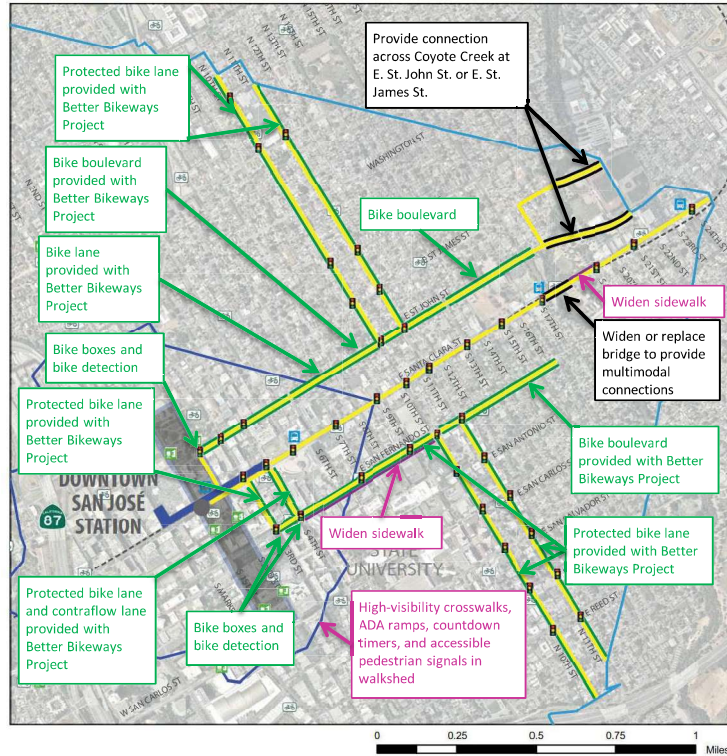 Provide connection
across Coyote Creek at
E. St. John St. or E. St.
James St.
Protected bike lane
provided with
Better Bikeways
Project
N 10TH ST
N 11TH ST
N 12TH ST
N 13TH ST
WASHINGTON ST
Bike boulevard
provided with
Better Bikeways
Project
Bike boulevard
E ST JAMES ST
E ST JOHN ST
Bike lane
provided with
Better Bikeways
Project
24TH ST
S 23RD ST
S 22ND ST
S 21ST ST
S 17TH ST
S 16TH ST
S 15TH ST
S 14TH ST
S 13TH ST
S 12TH ST
S 11TH ST
S 10TH ST
S 9TH ST
S 7TH ST
S 6TH ST
E SANTA CLARA ST
Widen sidewalk
Widen or replace
bridge to provide
multimodal
connections
Bike boxes and
bike detection
Protected bike lane
provided with
Better Bikeways
Project
E SAN FERNANDO ST
E SAN ANTONIO ST
E SAN CARLOS ST
E SAN SALVADOR ST
Bike boulevard
provided with Better
Bikeways Project
DOWNTOWN
SAN JOSÉ
STATION
87
Widen sidewalk
STATE
UNIVERSITY
S 4TH ST
3RD ST
Protected bike lane
provided with Better
Bikeways Project
Protected bike lane
and contraflow lane
provided with
Better Bikeways
Project
Bike boxes and
bike detection
High-visibility crosswalks,
ADA ramps, countdown
timers, and accessible
pedestrian signals in
walkshed
E REED ST
S 11TH ST
S 10TH ST
W SAN CARLOS ST
0 0.25 0.5 0.75 1
Miles